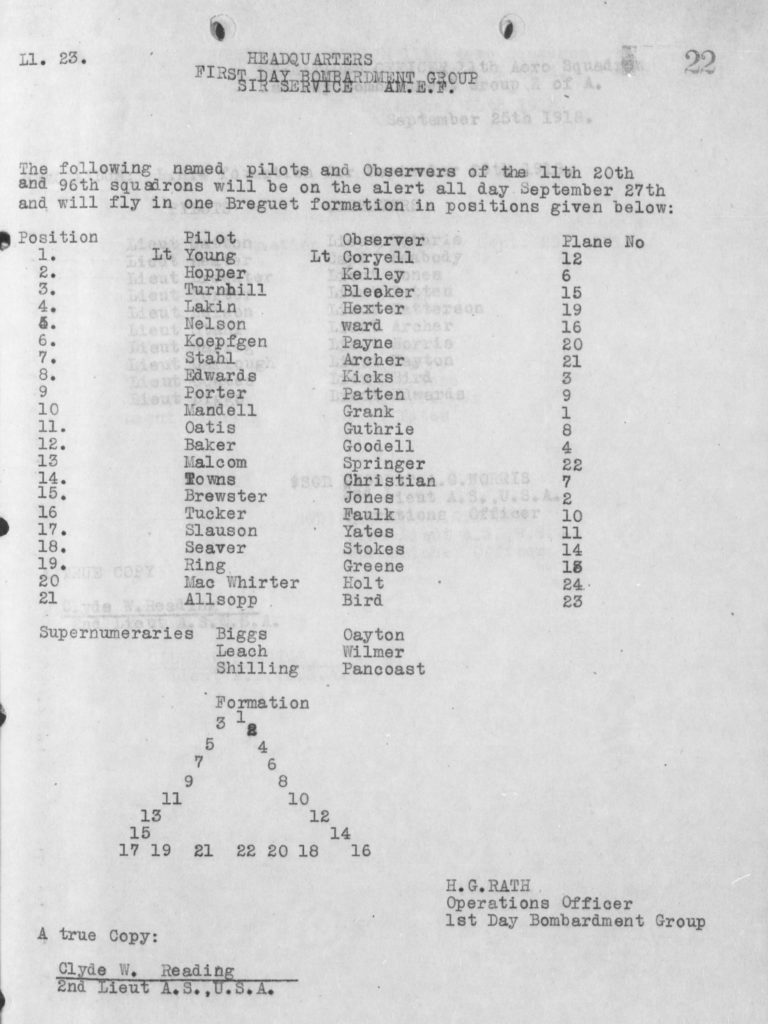 Ll. 23.
22
HEADQUARTERS
FIRST DAY BOMBARDMENT GROUP
SIR SERVICE AM.E.F.
The following named pilots and Observers of the 11th 20th
and 96th squadrons will be on the alert all day September 27th
and will fly in one Breguet formation in positions given below:
Position Pilot Observer Plane No
1. Lt Young Lt Coryell 12
2. Hopper Kelley 6
3. Turnhill Bleeker 15
4. Lakin Hexter 19
5. Nelson ward 16
6. Koepfgen Payne 20
7. Stahl Archer 21
8. Edwards Kicks 3
9 Porter Patten 9
10 Mandell Grank 1
11. Oatis Guthrie 8
12. Baker Goodell 4
13 Malcom Springer 22
14. Towns Christian 7
15. Brewster Jones 2
16 Tucker Faulk 10
17. Slauson Yates 11
18. Seaver Stokes 14
19. Ring Greene
20 Mac Whirter Holt 24.
21 Allsopp Bird 23
Supernumeraries Biggs Oayton
Leach Wilmer
Shilling Pancoast
Formation
3 1 2
5 4
7 6
9 8
11 10
13 12
15 14
17 19 21 22 20 18 16
H.G.RATH
Operations Officer
1st Day Bombardment Group
A true Copy:
Clyde W. Reading
2nd Lieut A.S.,U.S.A.